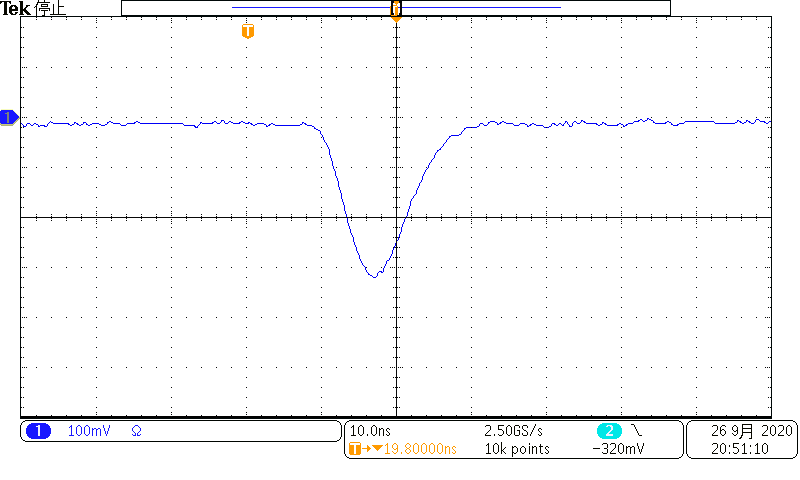 Tek 停止
T
T
1
1 100mV Ω
10.0ns 2.50GS/s 2 -320mV
T→▼19.80000ns 10k points
26 9月 2020
20:51:10